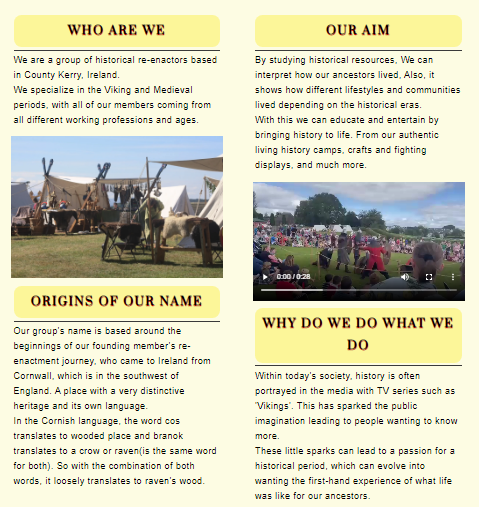 WHO ARE WE
We are a group of historical re-enactors based
in County Kerry, Ireland.
We specialize in the Viking and Medieval
periods, with all of our members coming from
all different working professions and ages.
ORIGINS OF OUR NAME
Our group's name is based around the
beginnings of our founding member's re-
enactment journey, who came to Ireland from
Cornwall, which is in the southwest of
England. A place with a very distinctive
heritage and its own language.
In the Cornish language, the word cos
translates to wooded place and branok
translates to a crow or raven(is the same word
for both). So with the combination of both
words, it loosely translates to raven's wood.
OUR AIM
By studying historical resources, We can
interpret how our ancestors lived, Also, it
shows how different lifestyles and communities
lived depending on the historical eras.
With this we can educate and entertain by
bringing history to life. From our authentic
living history camps, crafts and fighting
displays, and much more.
0:00 / 0:28
WHY DO WE DO WHAT WE
DO
Within today's society, history is often
portrayed in the media with TV series such as
'Vikings'. This has sparked the public
imagination leading to people wanting to know
more.
These little sparks can lead to a passion for a
historical period, which can evolve into
wanting the first-hand experience of what life
was like for our ancestors.